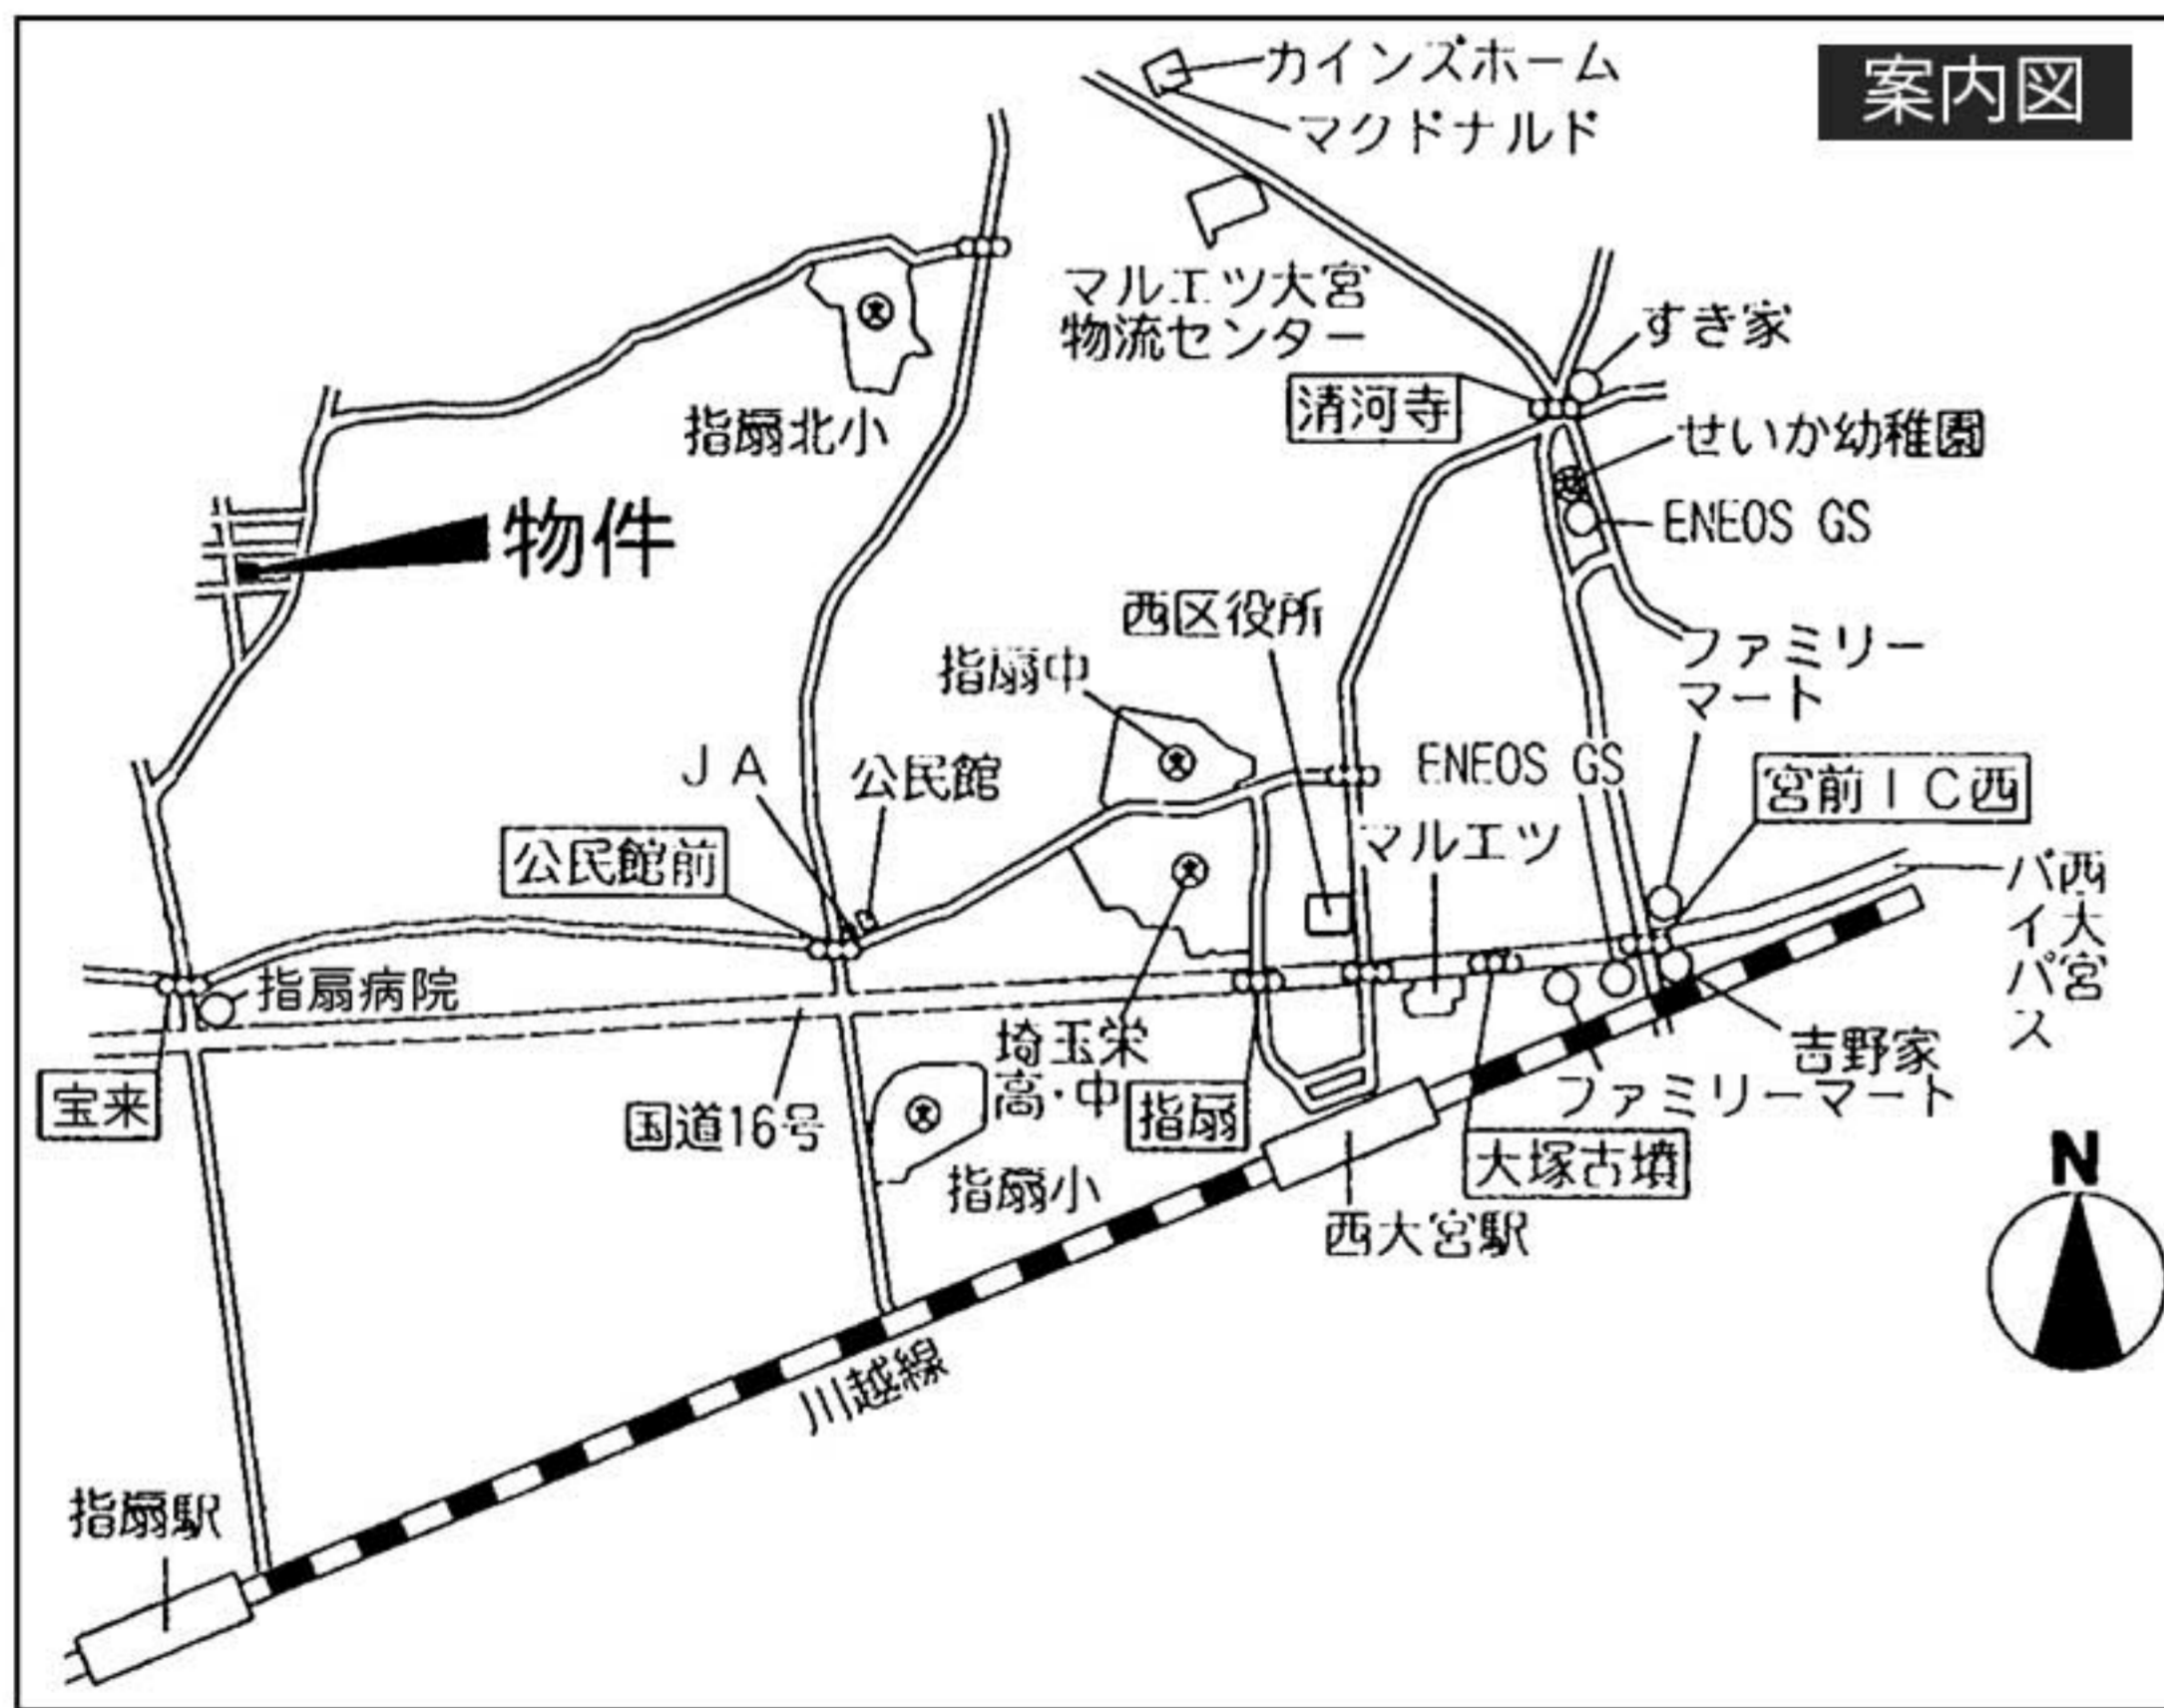 案内図
カインズホーム
マクドナルド
マルエツ大宮
物流センター
すき家
清河寺
せいか幼稚園
ENEOS GS
指扇北小
物件
西区役所
指扇中
ファミリー
マート
JA
公民館
ENEOS GS
マルエツ
宮前IC西
公民館前
西大宮
バイパス
指扇病院
宝来
国道16号
埼玉栄
高・中
指扇
指扇小
吉野家
ファミリーマート
大塚古墳
西大宮駅
N
川越線
指扇駅